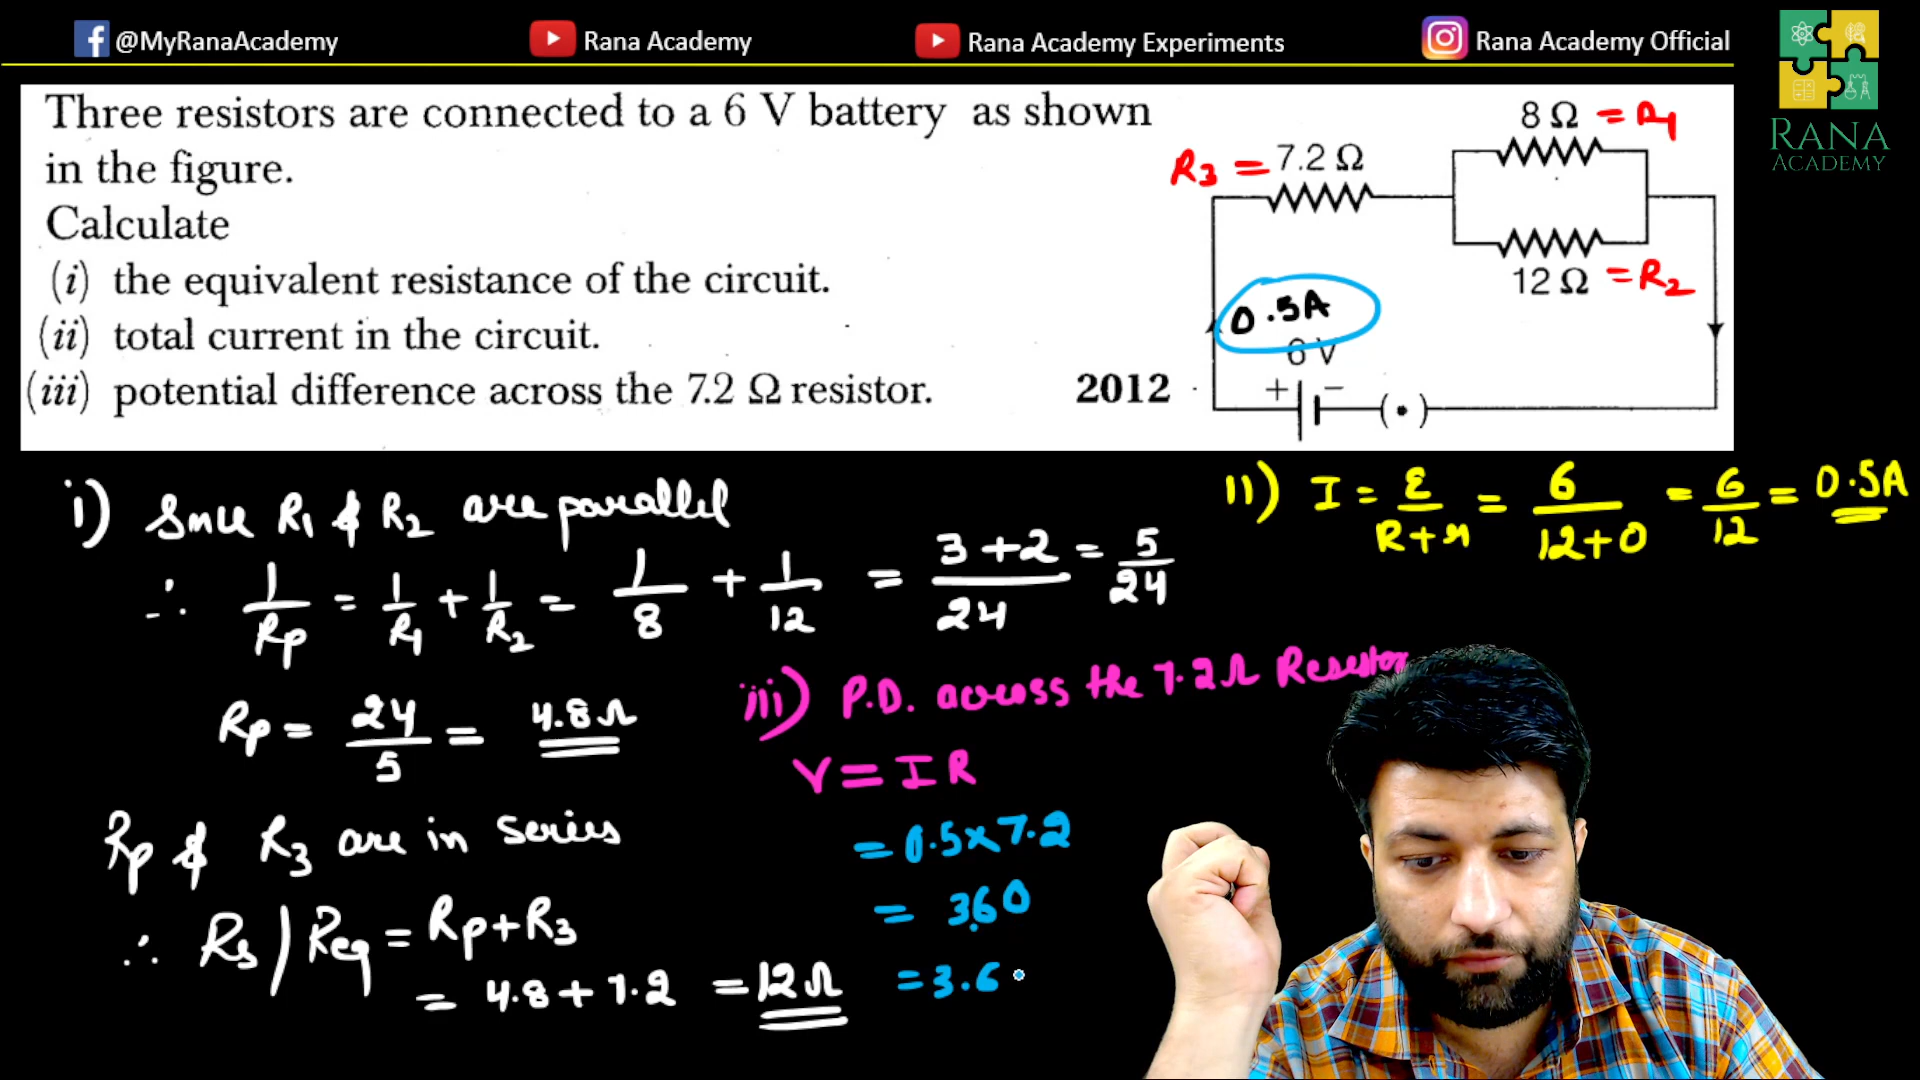 @MyRanaAcademy Rana Academy Rana Academy Experiments Rana Academy Official
RANA
ACADEMY
Three resistors are connected to a 6 V battery as shown
in the figure.
Calculate
(i) the equivalent resistance of the circuit.
(ii) total current in the circuit.
(iii) potential difference across the 7.2 Ω resistor. 2012
8 Ω = R1
R3 = 7.2 Ω
12 Ω = R2
0.5A
6 V
+ −
(•)
i) Since R1 & R2 are parallel
∴ 1/Rp = 1/R1 + 1/R2 = 1/8 + 1/12 = 3+2/24 = 5/24
Rp = 24/5 = 4.8Ω
Rp & R3 are in series
∴ Rs / Req = Rp+R3
= 4.8 + 7.2 = 12Ω
ii) I = ε/R+r = 6/12+0 = 6/12 = 0.5A
iii) P.D. across the 7.2Ω Resistor
V = IR
= 0.5×7.2
= 3.60
= 3.6